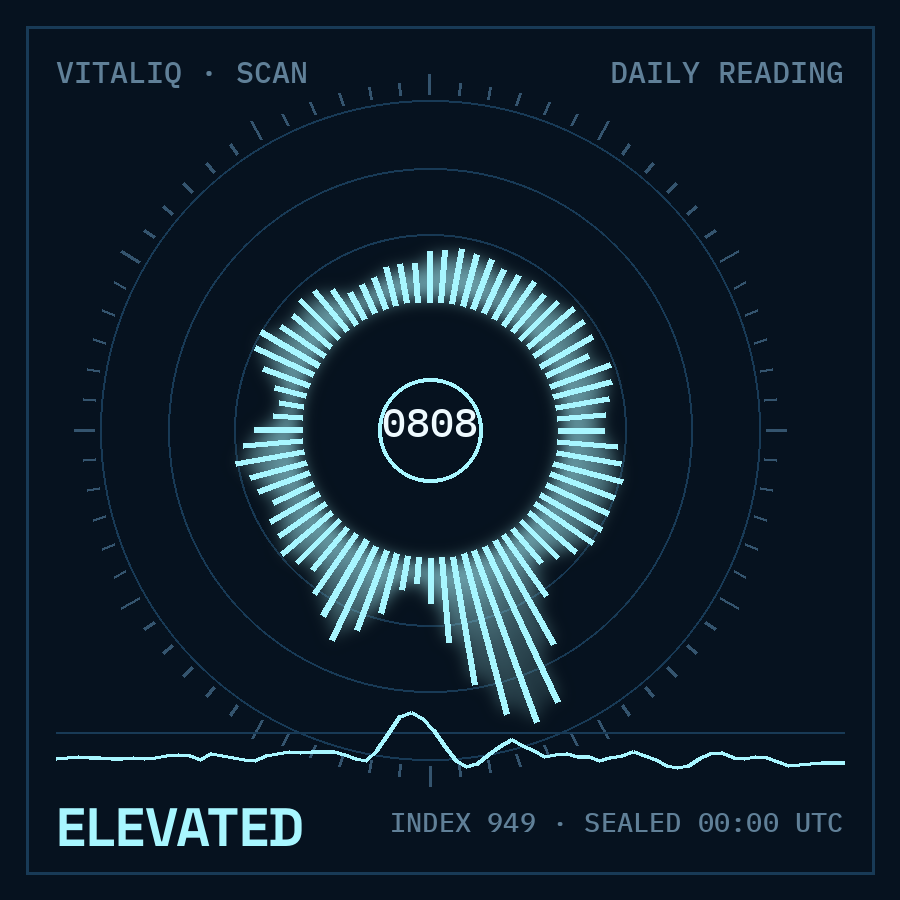 VITALIQ · SCAN
DAILY READING
0808
ELEVATED
INDEX 949 · SEALED 00:00 UTC